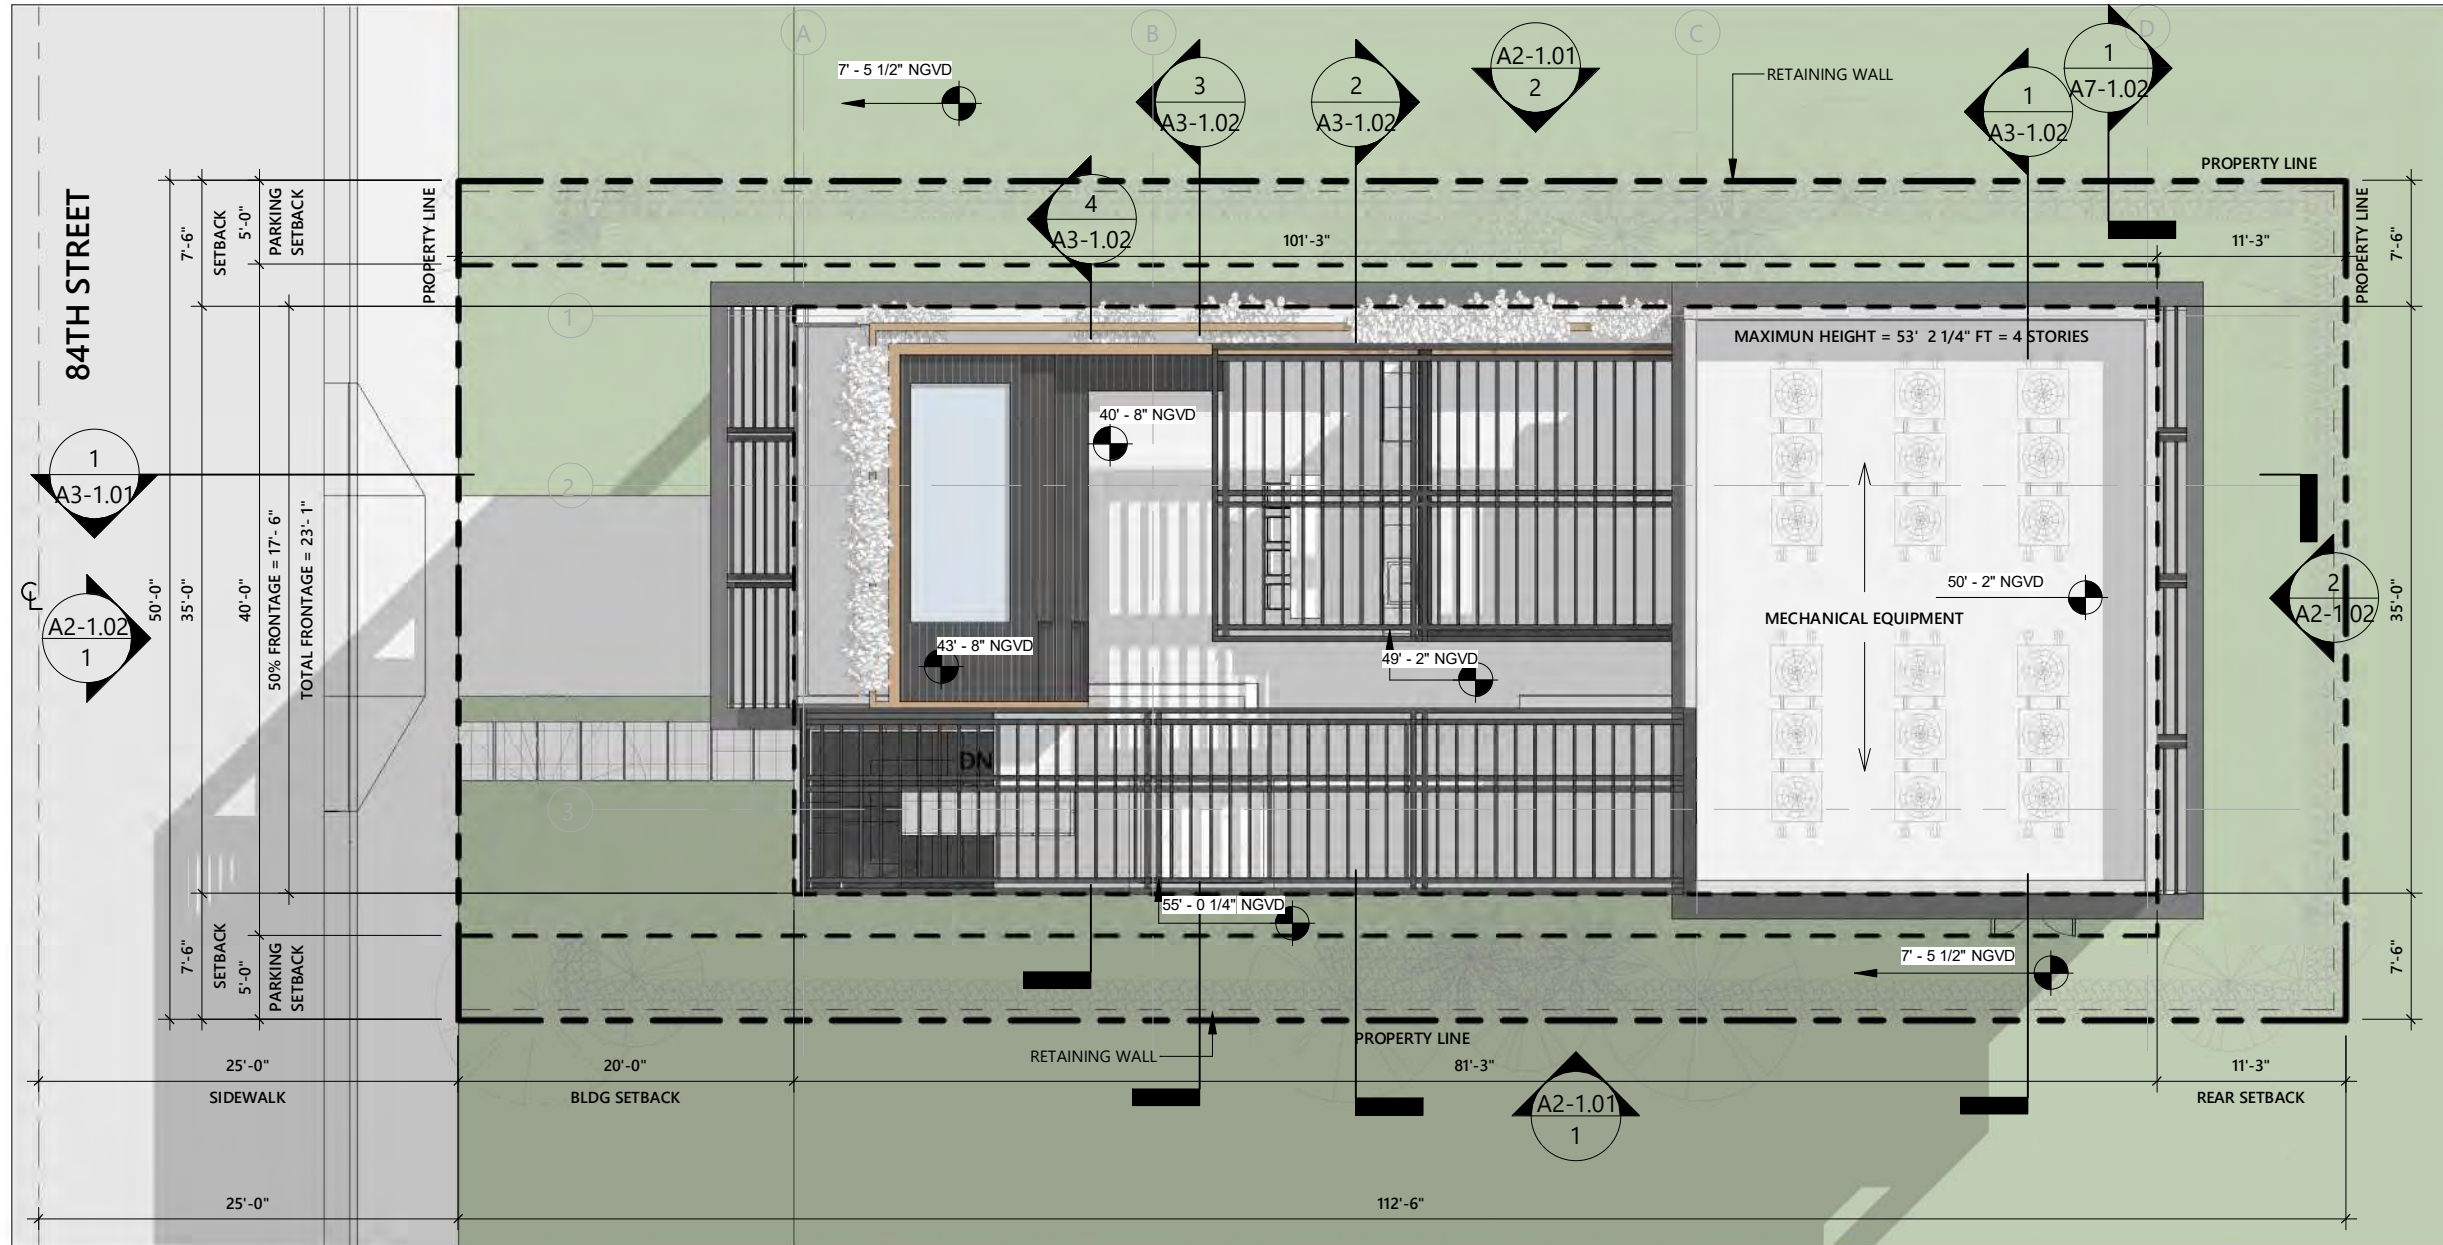 A
B
C
D
7' - 5 1/2" NGVD
3
A3-1.02
2
A3-1.02
A2-1.01
2
RETAINING WALL
1
A3-1.02
1
A7-1.02
PROPERTY LINE
84TH STREET
7'-6"
SETBACK
5'-0"
PARKING
SETBACK
PROPERTY LINE
4
A3-1.02
101'-3"
11'-3"
PROPERTY LINE
7'-6"
1
MAXIMUN HEIGHT = 53' 2 1/4" FT = 4 STORIES
40' - 8" NGVD
1
A3-1.01
2
50'-0"
35'-0"
40'-0"
50% FRONTAGE = 17'- 6"
TOTAL FRONTAGE = 23'- 1"
CL
A2-1.02
1
50' - 2" NGVD
MECHANICAL EQUIPMENT
2
A2-1.02
35'-0"
43' - 8" NGVD
49' - 2" NGVD
DN
3
55' - 0 1/4" NGVD
7'-6"
SETBACK
5'-0"
PARKING
SETBACK
7' - 5 1/2" NGVD
7'-6"
PROPERTY LINE
RETAINING WALL
25'-0"
20'-0"
81'-3"
11'-3"
SIDEWALK
BLDG SETBACK
REAR SETBACK
A2-1.01
1
25'-0"
112'-6"